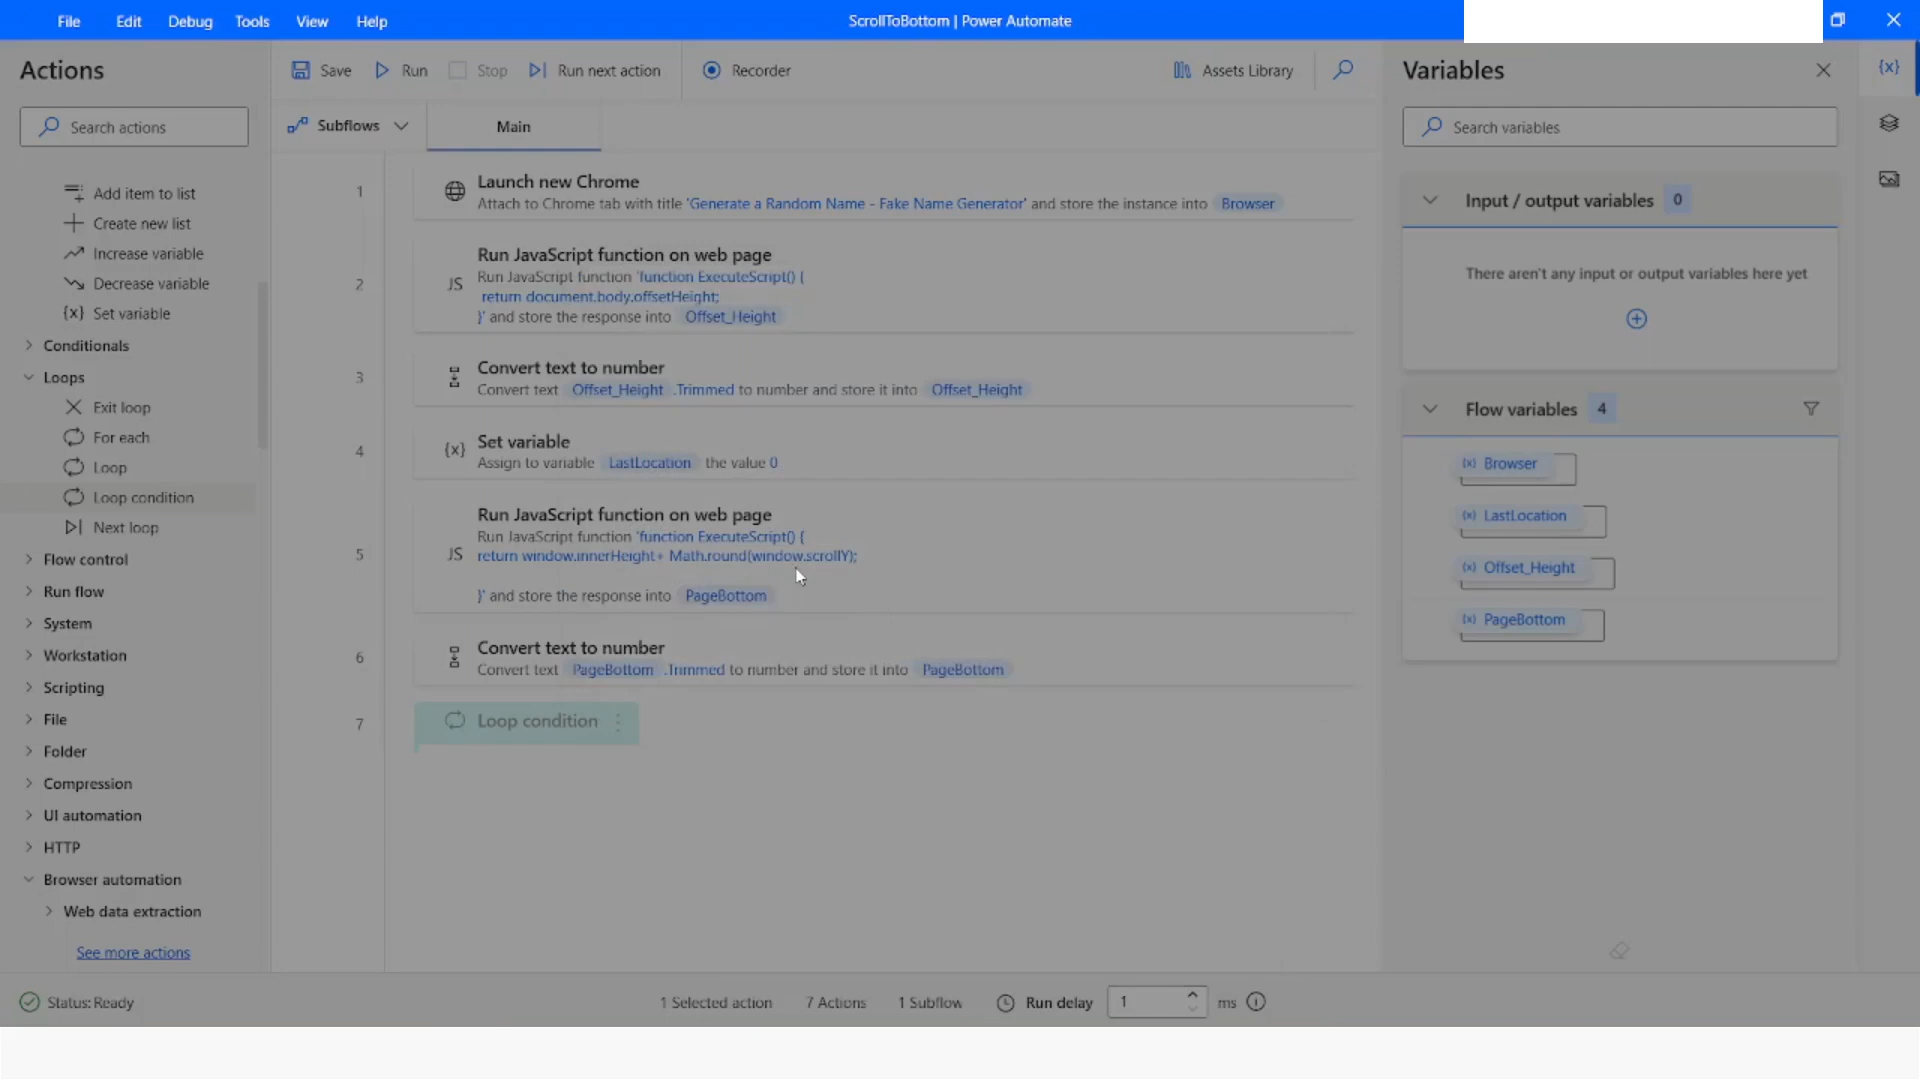 File Edit Debug Tools View Help
ScrollToBottom | Power Automate
Actions
Search actions
Add item to list
Create new list
Increase variable
Decrease variable
{x} Set variable
Conditionals
Loops
Exit loop
For each
Loop
Loop condition
Next loop
Flow control
Run flow
System
Workstation
Scripting
File
Folder
Compression
UI automation
HTTP
Browser automation
Web data extraction
See more actions
Save Run Stop Run next action Recorder Assets Library
Subflows Main
1 Launch new Chrome
Attach to Chrome tab with title 'Generate a Random Name - Fake Name Generator' and store the instance into Browser
Run JavaScript function on web page
2 JS Run JavaScript function 'function ExecuteScript() {
return document.body.offsetHeight;
}' and store the response into Offset_Height
3 Convert text to number
Convert text Offset_Height .Trimmed to number and store it into Offset_Height
4 {x} Set variable
Assign to variable LastLocation the value 0
Run JavaScript function on web page
Run JavaScript function 'function ExecuteScript() {
5 JS return window.innerHeight+ Math.round(window.scrollY);
}' and store the response into PageBottom
6 Convert text to number
Convert text PageBottom .Trimmed to number and store it into PageBottom
7 Loop condition
Variables
{x}
Search variables
Input / output variables 0
There aren't any input or output variables here yet
Flow variables 4
{x} Browser
{x} LastLocation
{x} Offset_Height
{x} PageBottom
Status: Ready 1 Selected action 7 Actions 1 Subflow Run delay 1 ms